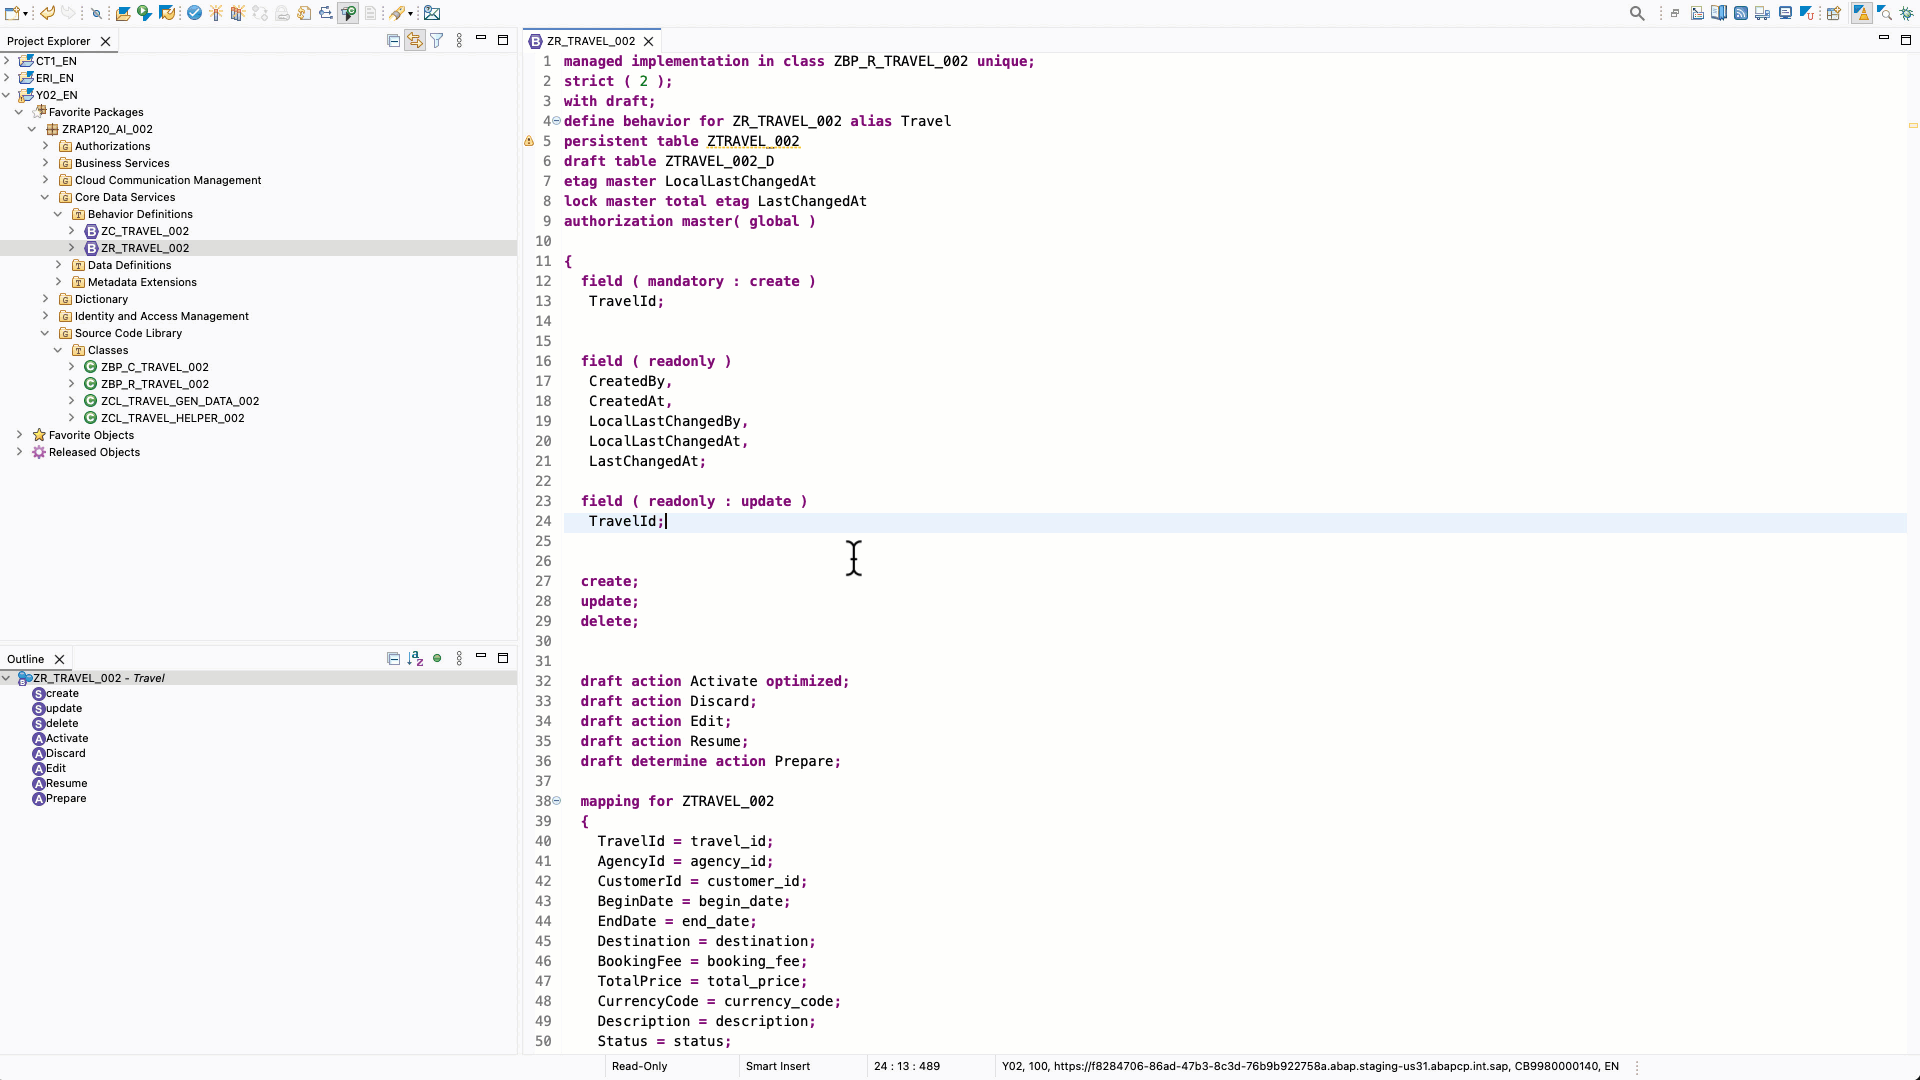 Project Explorer
CT1_EN
ERI_EN
Y02_EN
Favorite Packages
ZRAP120_AI_002
Authorizations
Business Services
Cloud Communication Management
Core Data Services
Behavior Definitions
ZC_TRAVEL_002
ZR_TRAVEL_002
Data Definitions
Metadata Extensions
Dictionary
Identity and Access Management
Source Code Library
Classes
ZBP_C_TRAVEL_002
ZBP_R_TRAVEL_002
ZCL_TRAVEL_GEN_DATA_002
ZCL_TRAVEL_HELPER_002
Favorite Objects
Released Objects
Outline
ZR_TRAVEL_002 - Travel
create
update
delete
Activate
Discard
Edit
Resume
Prepare
ZR_TRAVEL_002
1 managed implementation in class ZBP_R_TRAVEL_002 unique;
2 strict ( 2 );
3 with draft;
4 define behavior for ZR_TRAVEL_002 alias Travel
5 persistent table ZTRAVEL_002
6 draft table ZTRAVEL_002_D
7 etag master LocalLastChangedAt
8 lock master total etag LastChangedAt
9 authorization master( global )
10
11 {
12 field ( mandatory : create )
13 TravelId;
14
15
16 field ( readonly )
17 CreatedBy,
18 CreatedAt,
19 LocalLastChangedBy,
20 LocalLastChangedAt,
21 LastChangedAt;
22
23 field ( readonly : update )
24 TravelId;
25
26
27 create;
28 update;
29 delete;
30
31
32 draft action Activate optimized;
33 draft action Discard;
34 draft action Edit;
35 draft action Resume;
36 draft determine action Prepare;
37
38 mapping for ZTRAVEL_002
39 {
40 TravelId = travel_id;
41 AgencyId = agency_id;
42 CustomerId = customer_id;
43 BeginDate = begin_date;
44 EndDate = end_date;
45 Destination = destination;
46 BookingFee = booking_fee;
47 TotalPrice = total_price;
48 CurrencyCode = currency_code;
49 Description = description;
50 Status = status;
Read-Only
Smart Insert
24 : 13 : 489
Y02, 100, https://f8284706-86ad-47b3-8c3d-76b9b922758a.abap.staging-us31.abapcp.int.sap, CB9980000140, EN